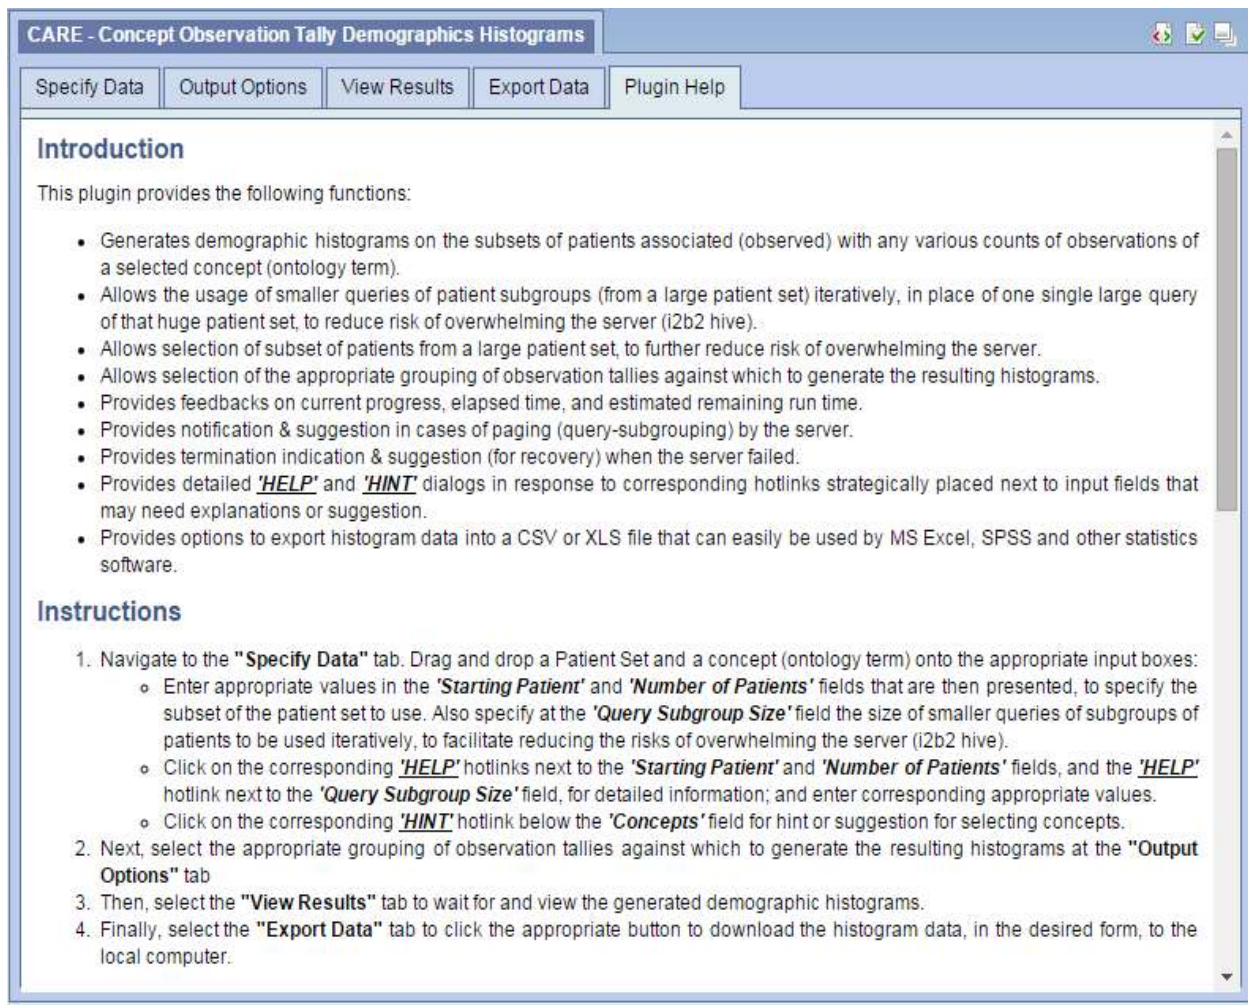 CARE - Concept Observation Tally Demographics Histograms
Specify Data
Output Options
View Results
Export Data
Plugin Help
Introduction
This plugin provides the following functions:
• Generates demographic histograms on the subsets of patients associated (observed) with any various counts of observations of
a selected concept (ontology term).
• Allows the usage of smaller queries of patient subgroups (from a large patient set) iteratively, in place of one single large query
of that huge patient set, to reduce risk of overwhelming the server (i2b2 hive).
• Allows selection of subset of patients from a large patient set, to further reduce risk of overwhelming the server.
• Allows selection of the appropriate grouping of observation tallies against which to generate the resulting histograms.
• Provides feedbacks on current progress, elapsed time, and estimated remaining run time.
• Provides notification & suggestion in cases of paging (query-subgrouping) by the server.
• Provides termination indication & suggestion (for recovery) when the server failed.
• Provides detailed 'HELP' and 'HINT' dialogs in response to corresponding hotlinks strategically placed next to input fields that
may need explanations or suggestion.
• Provides options to export histogram data into a CSV or XLS file that can easily be used by MS Excel, SPSS and other statistics
software.
Instructions
1. Navigate to the "Specify Data" tab. Drag and drop a Patient Set and a concept (ontology term) onto the appropriate input boxes:
◦ Enter appropriate values in the 'Starting Patient' and 'Number of Patients' fields that are then presented, to specify the
subset of the patient set to use. Also specify at the 'Query Subgroup Size' field the size of smaller queries of subgroups of
patients to be used iteratively, to facilitate reducing the risks of overwhelming the server (i2b2 hive).
◦ Click on the corresponding 'HELP' hotlinks next to the 'Starting Patient' and 'Number of Patients' fields, and the 'HELP'
hotlink next to the 'Query Subgroup Size' field, for detailed information; and enter corresponding appropriate values.
◦ Click on the corresponding 'HINT' hotlink below the 'Concepts' field for hint or suggestion for selecting concepts.
2. Next, select the appropriate grouping of observation tallies against which to generate the resulting histograms at the "Output
Options" tab
3. Then, select the "View Results" tab to wait for and view the generated demographic histograms.
4. Finally, select the "Export Data" tab to click the appropriate button to download the histogram data, in the desired form, to the
local computer.